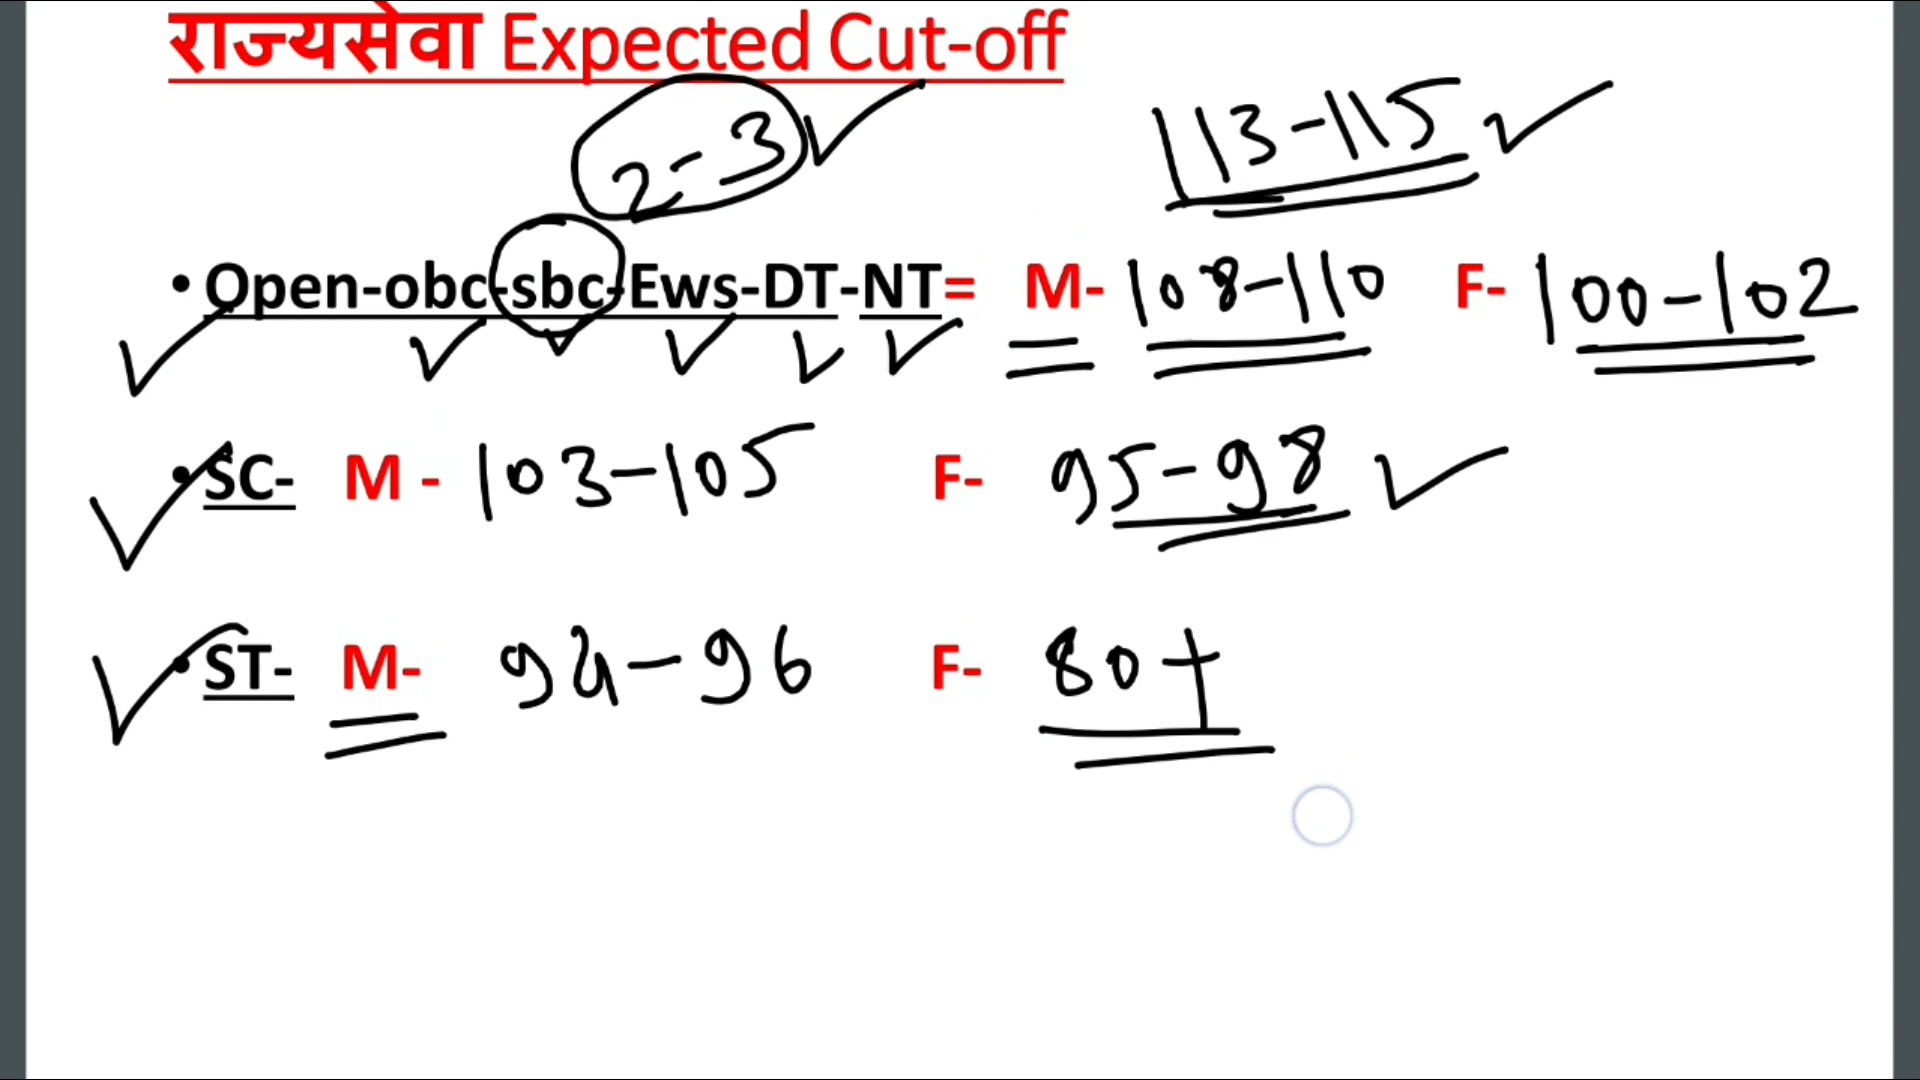 राज्यसेवा Expected Cut-off
2-3 113-115
• Open-obc-sbc-Ews-DT-NT= M- 108-110 F- 100-102
• SC- M - 103-105 F- 95-98
• ST- M- 94-96 F- 80+